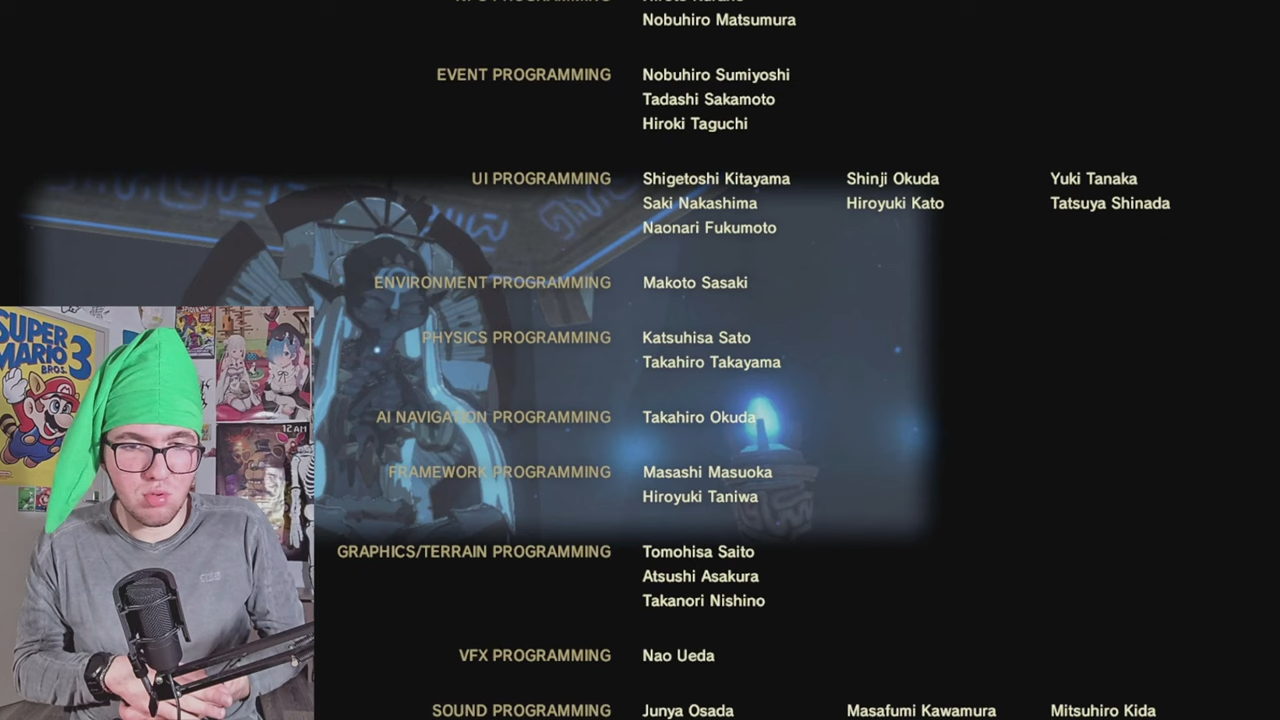 Nobuhiro Matsumura
EVENT PROGRAMMING Nobuhiro Sumiyoshi
Tadashi Sakamoto
Hiroki Taguchi
UI PROGRAMMING Shigetoshi Kitayama Shinji Okuda Yuki Tanaka
Saki Nakashima Hiroyuki Kato Tatsuya Shinada
Naonari Fukumoto
ENVIRONMENT PROGRAMMING Makoto Sasaki
PHYSICS PROGRAMMING Katsuhisa Sato
Takahiro Takayama
AI NAVIGATION PROGRAMMING Takahiro Okuda
FRAMEWORK PROGRAMMING Masashi Masuoka
Hiroyuki Taniwa
GRAPHICS/TERRAIN PROGRAMMING Tomohisa Saito
Atsushi Asakura
Takanori Nishino
VFX PROGRAMMING Nao Ueda
SOUND PROGRAMMING Junya Osada Masafumi Kawamura Mitsuhiro Kida
SUPER
MARIO 3
BROS.
12 AM